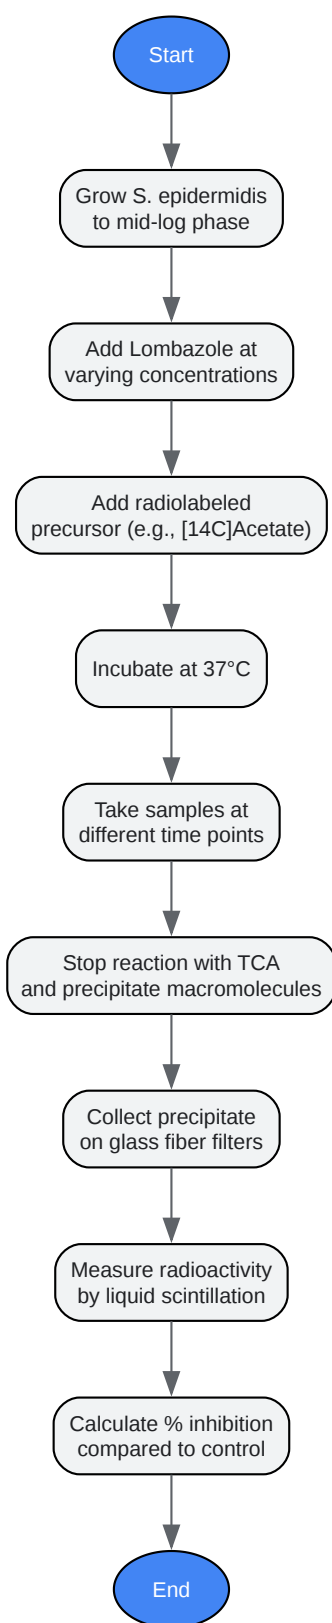 Start
Grow S. epidermidis
to mid-log phase
Add Lombazole at
varying concentrations
Add radiolabeled
precursor (e.g., [14C]Acetate)
Incubate at 37°C
Take samples at
different time points
Stop reaction with TCA
and precipitate macromolecules
Collect precipitate
on glass fiber filters
Measure radioactivity
by liquid scintillation
Calculate % inhibition
compared to control
End